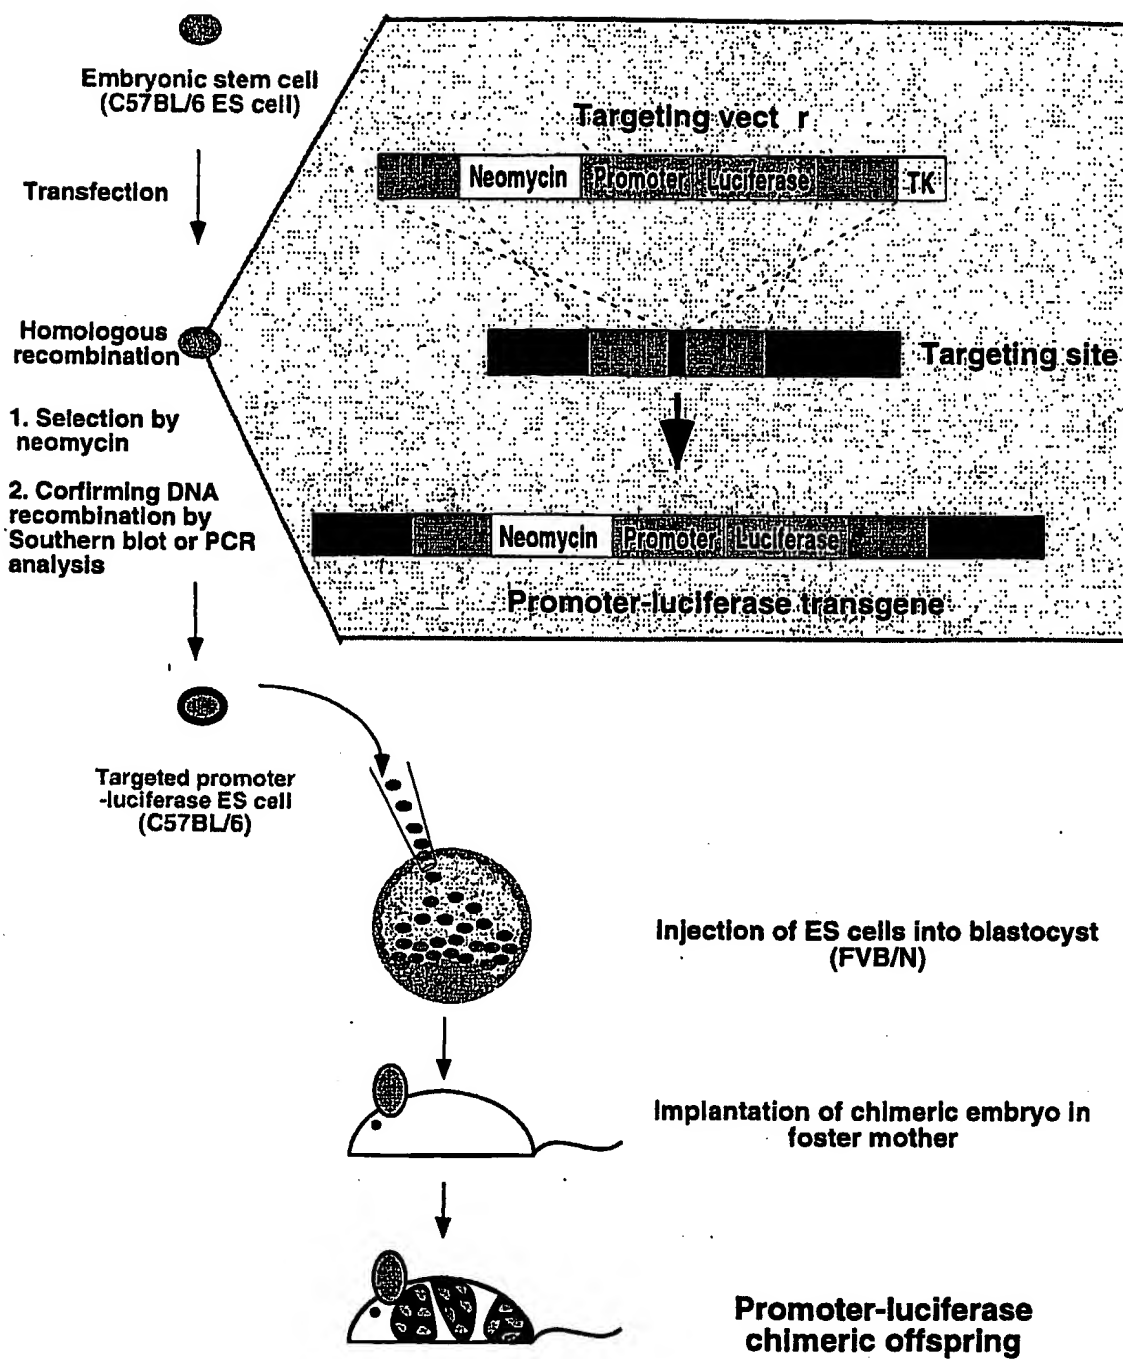 Embryonic stem cell
(C57BL/6 ES cell)
Transfection
Homologous
recombination
1. Selection by
neomycin
2. Corfirming DNA
recombination by
Southern blot or PCR
analysis
Targeting vect r
Neomycin Promoter Luciferase TK
Targeting site
Neomycin Promoter Luciferase
Promoter-luciferase transgene
Targeted promoter
-luciferase ES cell
(C57BL/6)
Injection of ES cells into blastocyst
(FVB/N)
Implantation of chimeric embryo in
foster mother
Promoter-luciferase
chimeric offspring